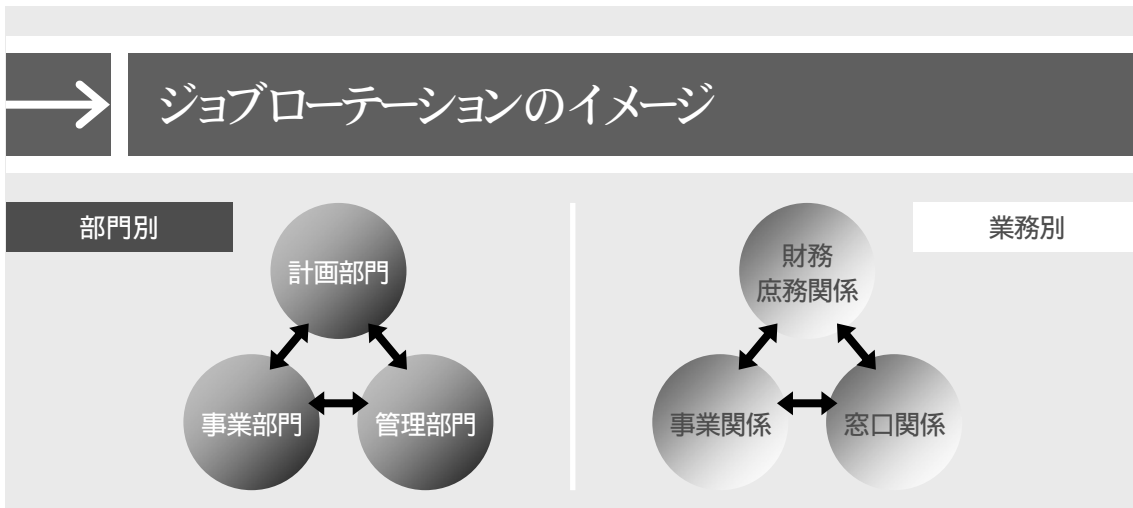 ジョブローテーションのイメージ
部門別
計画部門
事業部門
管理部門
業務別
財務
庶務関係
事業関係
窓口関係